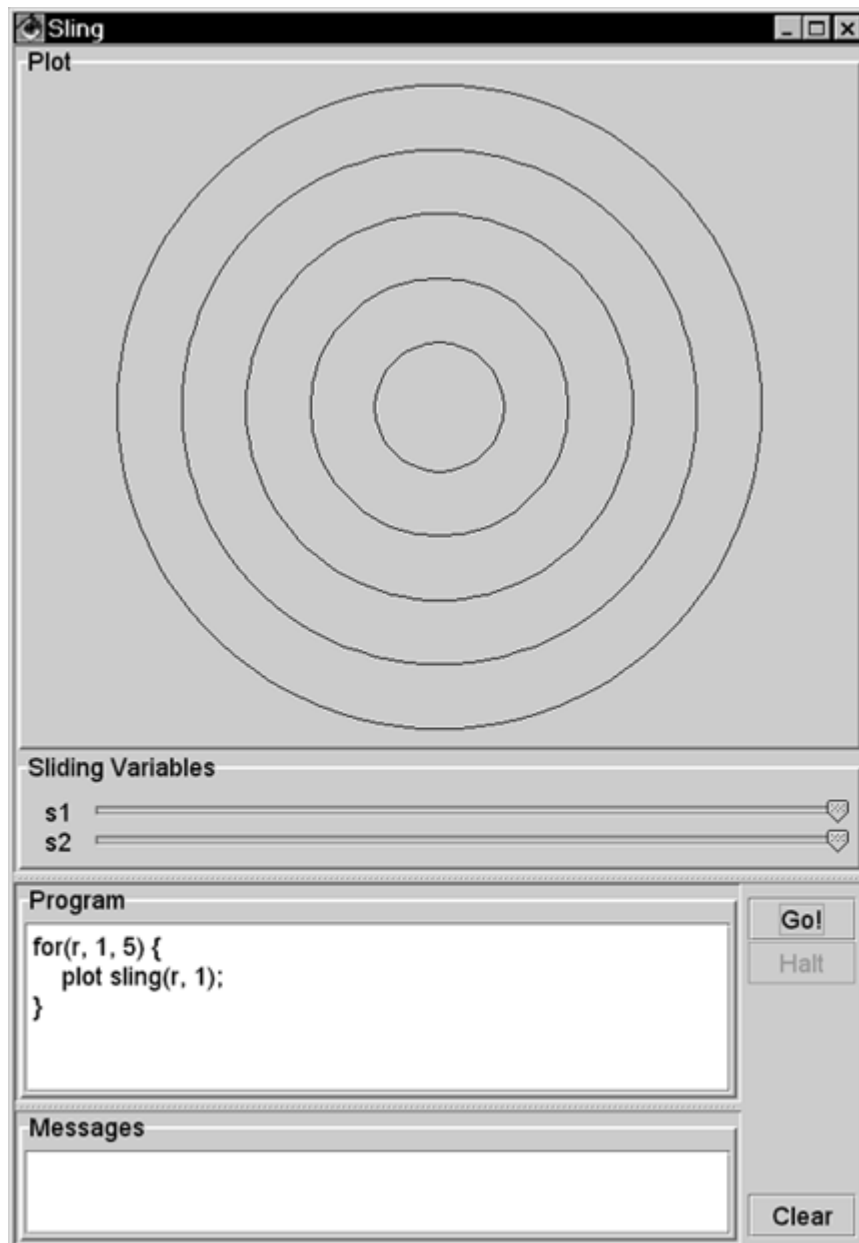 Sling
Plot
Sliding Variables
s1
s2
Program
for(r, 1, 5) {
plot sling(r, 1);
}
Go!
Halt
Messages
Clear